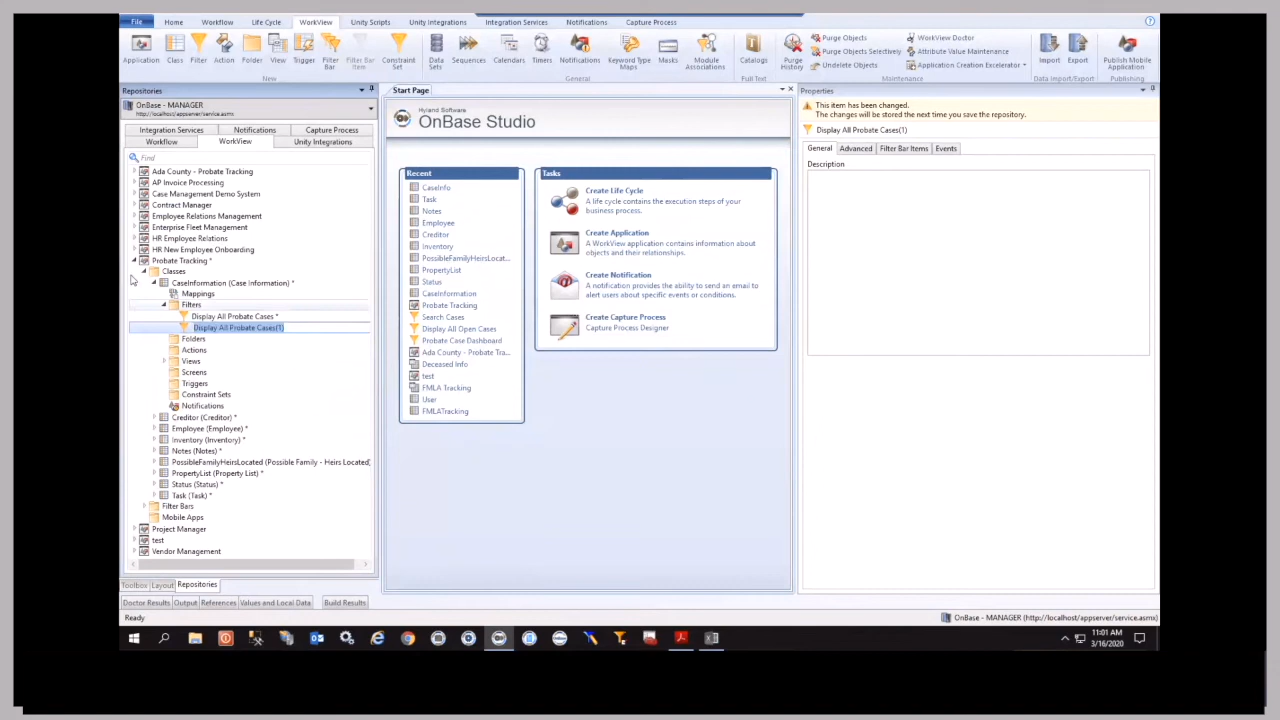 File Home Workflow Life Cycle WorkView Unity Scripts Unity Integrations Integration Services Notifications Capture Process
Application Class Filter Action Folder View Trigger Filter Bar Filter Bar Item Constraint Set
New
Data Sets Sequences Calendars Timers Notifications Keyword Type Maps Masks Module Associations
General
Catalogs
Full Text
Purge History
Purge Objects
Purge Objects Selectively
Undelete Objects
WorkView Doctor
Attribute Value Maintenance
Application Creation Excelerator
Maintenance
Import Export
Data Import/Export
Publish Mobile Application
Publishing
Repositories
OnBase - MANAGER
http://localhost/appserver/service.asmx
Integration Services Notifications Capture Process
Workflow WorkView Unity Integrations
Find
Ada County - Probate Tracking
AP Invoice Processing
Case Management Demo System
Contract Manager
Employee Relations Management
Enterprise Fleet Management
HR Employee Relations
HR New Employee Onboarding
Probate Tracking *
Classes
CaseInformation (Case Information) *
Mappings
Filters
Display All Probate Cases *
Display All Probate Cases(1)
Folders
Actions
Views
Screens
Triggers
Constraint Sets
Notifications
Creditor (Creditor) *
Employee (Employee) *
Inventory (Inventory) *
Notes (Notes) *
PossibleFamilyHeirsLocated (Possible Family - Heirs Located)
PropertyList (Property List) *
Status (Status) *
Task (Task) *
Filter Bars
Mobile Apps
Project Manager
test
Vendor Management
Toolbox Layout Repositories
Doctor Results Output References Values and Local Data Build Results
Ready
Start Page
Hyland Software
OnBase Studio
Recent
CaseInfo
Task
Notes
Employee
Creditor
Inventory
PossibleFamilyHeirsLocat...
PropertyList
Status
CaseInformation
Probate Tracking
Search Cases
Display All Open Cases
Probate Case Dashboard
Ada County - Probate Tra...
Deceased Info
test
FMLA Tracking
User
FMLATracking
Tasks
Create Life Cycle
A life cycle contains the execution steps of your
business process.
Create Application
A WorkView application contains information about
objects and their relationships.
Create Notification
A notification provides the ability to send an email to
alert users about specific events or conditions.
Create Capture Process
Capture Process Designer
Properties
This item has been changed.
The changes will be stored the next time you save the repository.
Display All Probate Cases(1)
General Advanced Filter Bar Items Events
Description
OnBase - MANAGER (http://localhost/appserver/service.asmx)
11:01 AM
3/16/2020